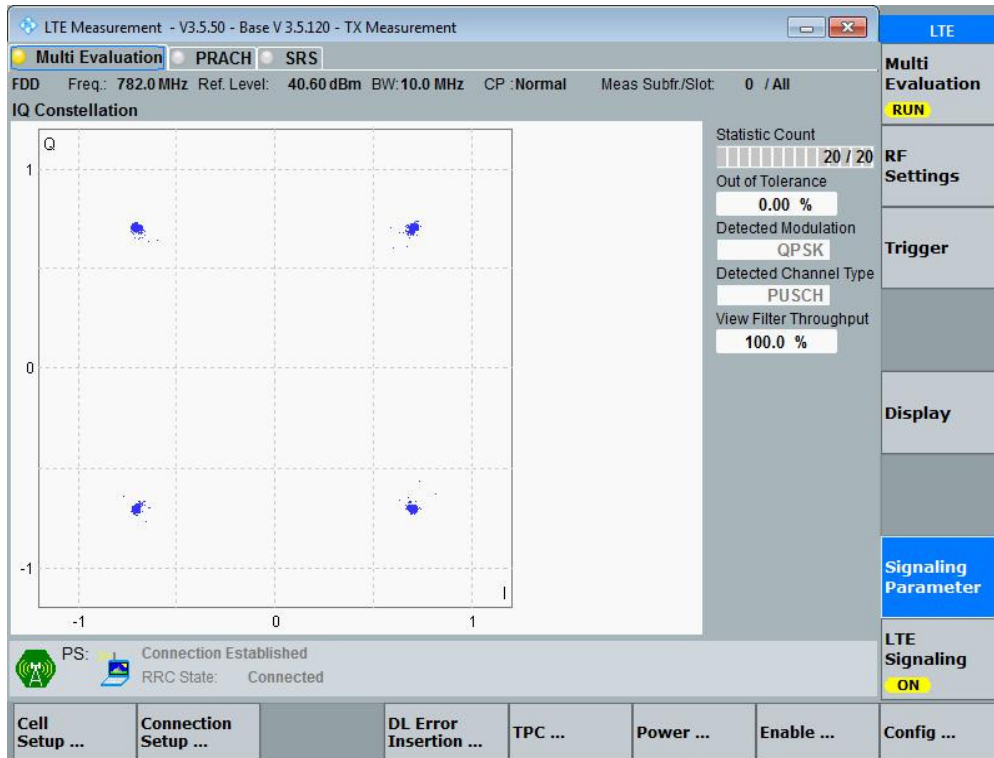 LTE Measurement - V3.5.50 - Base V 3.5.120 - TX Measurement
LTE
Multi Evaluation PRACH SRS
FDD Freq.: 782.0 MHz Ref. Level: 40.60 dBm BW: 10.0 MHz CP : Normal Meas Subfr./Slot: 0 / All
IQ Constellation
Q
1
0
-1
I
-1 0 1
Statistic Count
20 / 20
Out of Tolerance
0.00 %
Detected Modulation
QPSK
Detected Channel Type
PUSCH
View Filter Throughput
100.0 %
Multi
Evaluation
RUN
RF
Settings
Trigger
Display
Signaling
Parameter
LTE
Signaling
ON
PS: Connection Established
RRC State: Connected
Cell
Setup ...
Connection
Setup ...
DL Error
Insertion ...
TPC ...
Power ...
Enable ...
Config ...